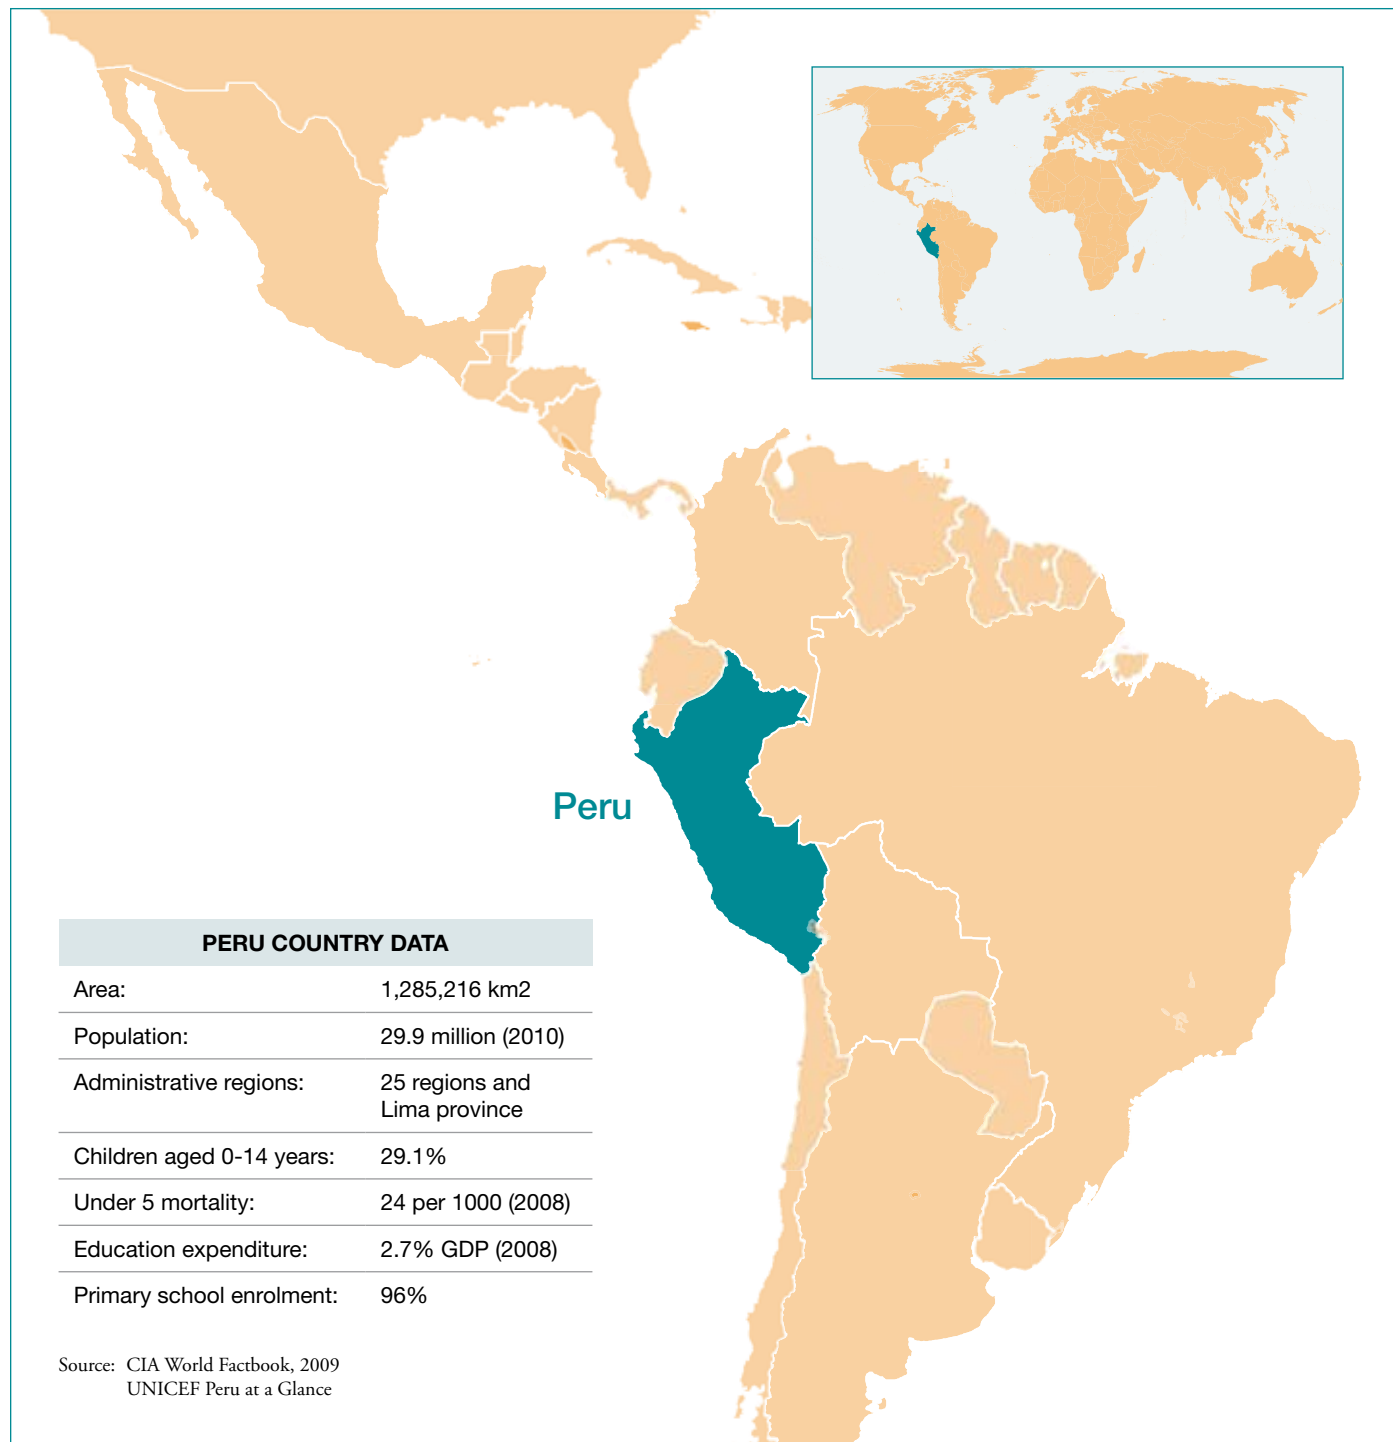 Peru
PERU COUNTRY DATA
Area: 1,285,216 km2
Population: 29.9 million (2010)
Administrative regions: 25 regions and
Lima province
Children aged 0-14 years: 29.1%
Under 5 mortality: 24 per 1000 (2008)
Education expenditure: 2.7% GDP (2008)
Primary school enrolment: 96%
Source: CIA World Factbook, 2009
UNICEF Peru at a Glance